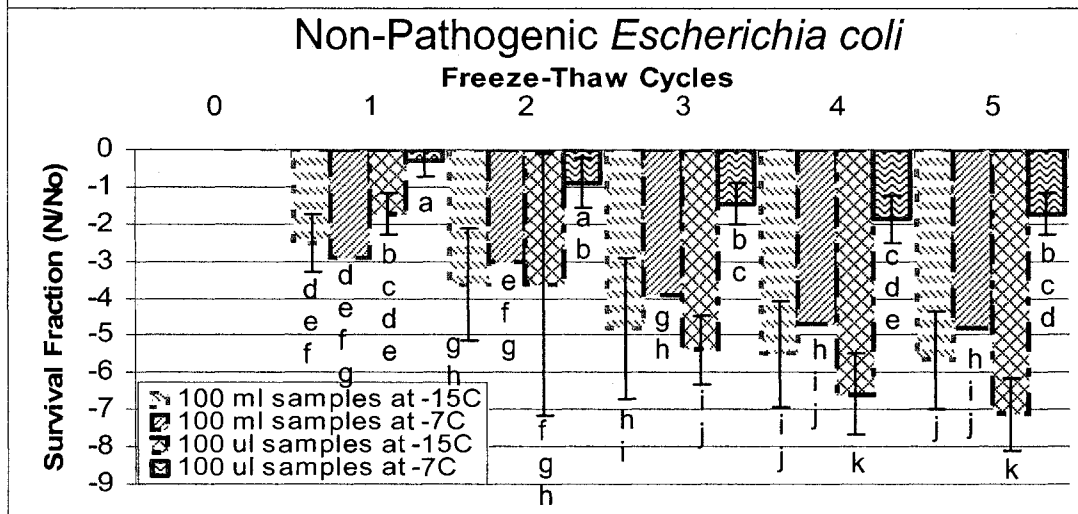 Non-Pathogenic Escherichia coli
Freeze-Thaw Cycles
0 1 2 3 4 5
Survival Fraction (N/No)
0
-1
-2
-3
-4
-5
-6
-7
-8
-9
d e f
d e f g
b c d e
a
g h
e f g
f g h
a b
h i
g h
i j
b c
i j
h i j
k
c d e
j
h i j
k
b c d
100 ml samples at -15C
100 ml samples at -7C
100 ul samples at -15C
100 ul samples at -7C